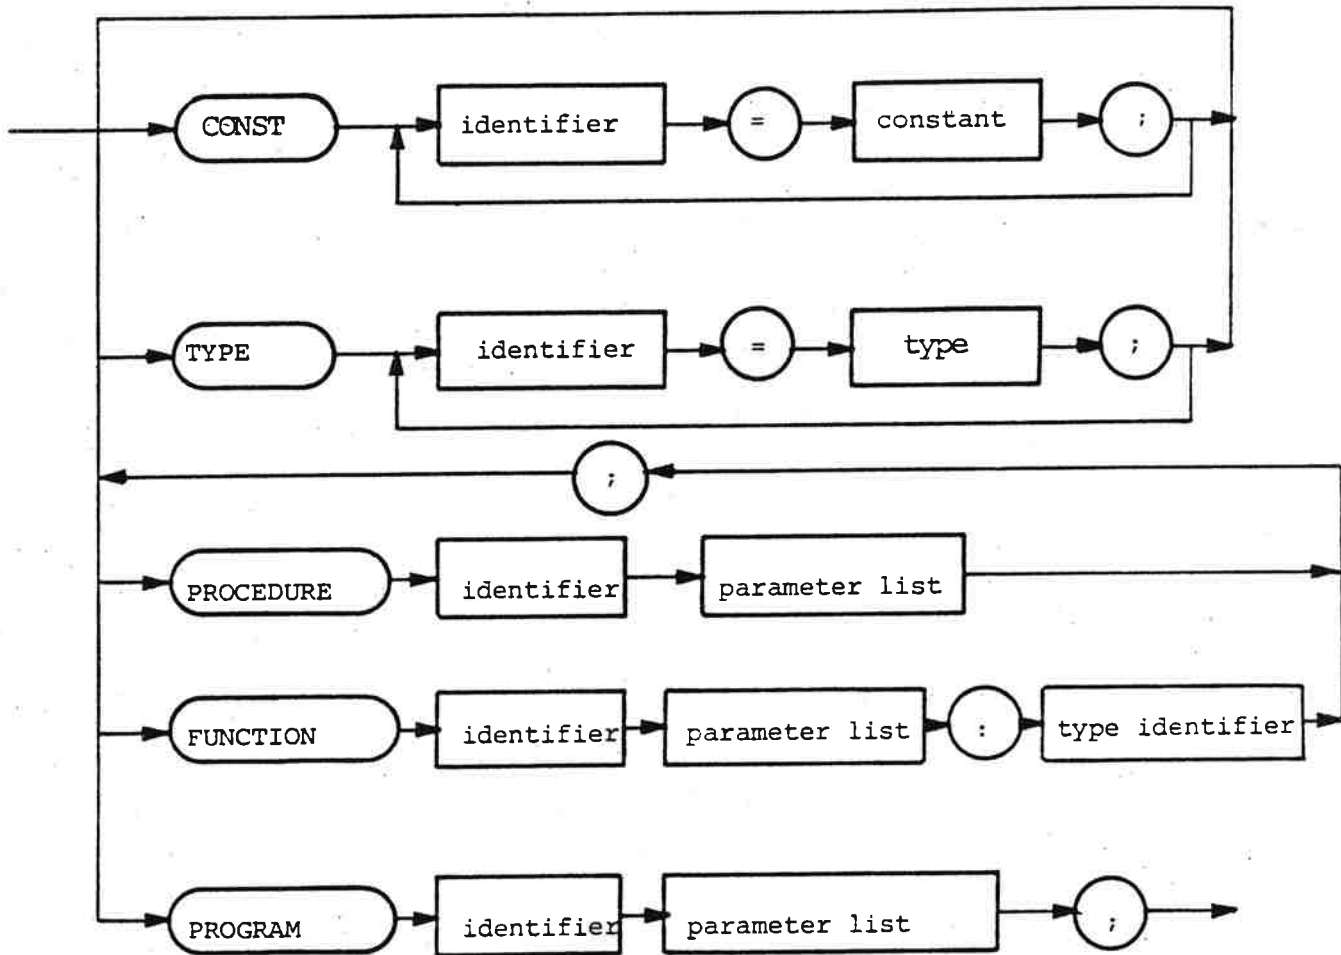 CONST identifier = constant ;
TYPE identifier = type ;
;
PROCEDURE identifier parameter list
FUNCTION identifier parameter list : type identifier
PROGRAM identifier parameter list ;